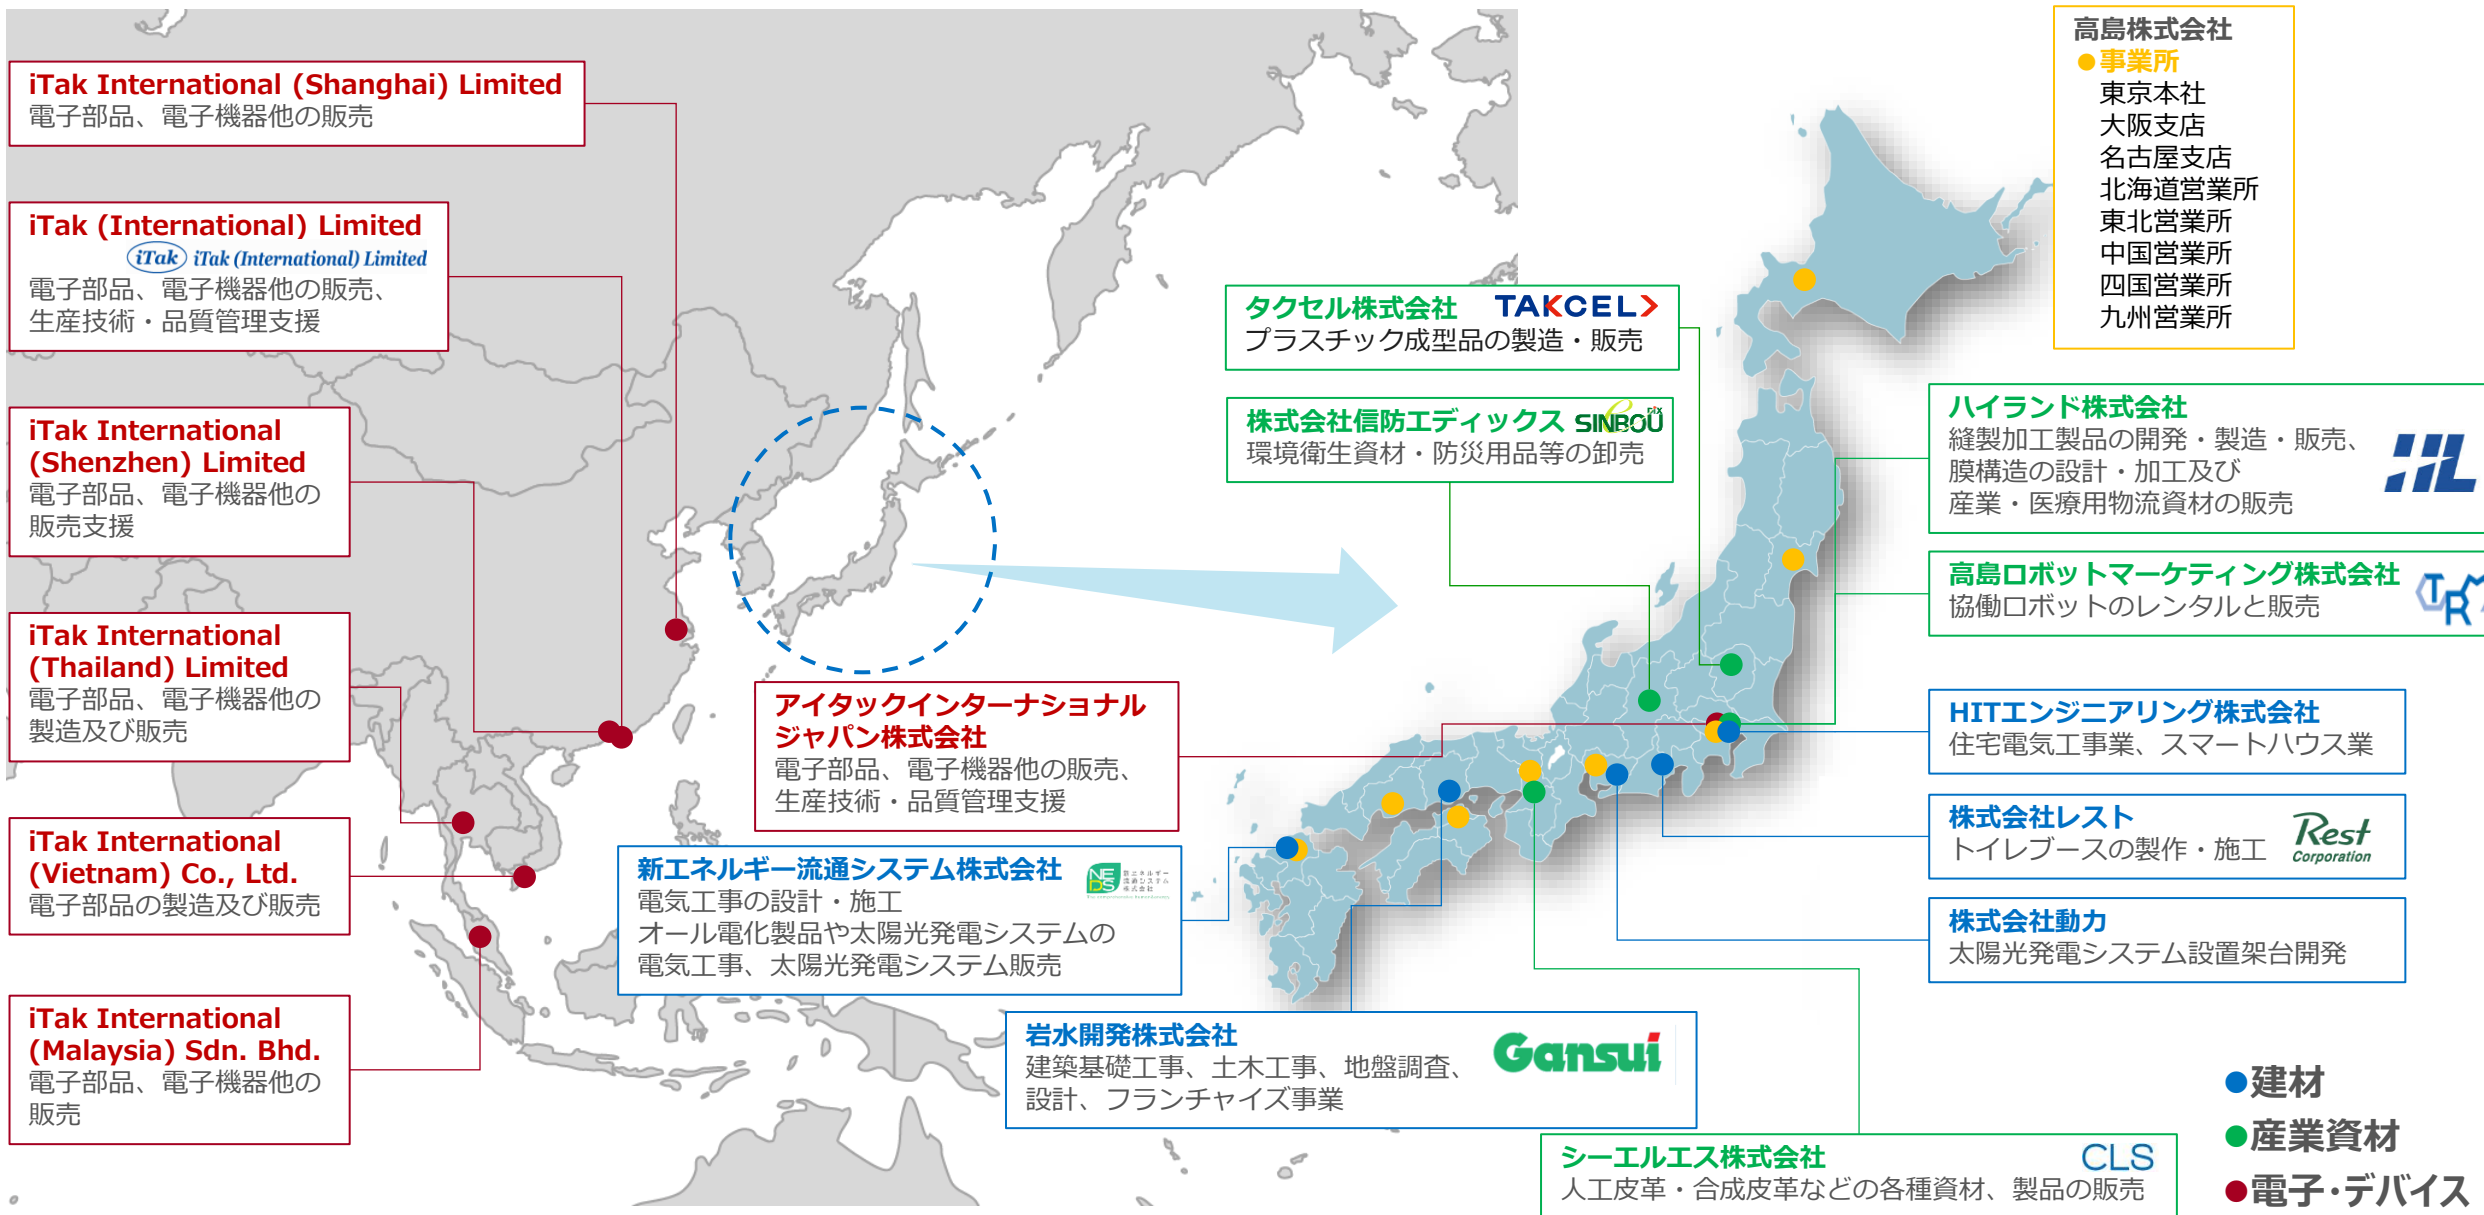 iTak International (Shanghai) Limited
電子部品、電子機器他の販売
iTak (International) Limited
iTak iTak (International) Limited
電子部品、電子機器他の販売、
生産技術・品質管理支援
iTak International
(Shenzhen) Limited
電子部品、電子機器他の
販売支援
iTak International
(Thailand) Limited
電子部品、電子機器他の
製造及び販売
iTak International
(Vietnam) Co., Ltd.
電子部品の製造及び販売
iTak International
(Malaysia) Sdn. Bhd.
電子部品、電子機器他の
販売
アイタックインターナショナル
ジャパン株式会社
電子部品、電子機器他の販売、
生産技術・品質管理支援
新エネルギー流通システム株式会社
NEDS 新エネルギー
流通システム
株式会社
電気工事の設計・施工
オール電化製品や太陽光発電システムの
電気工事、太陽光発電システム販売
岩水開発株式会社 Gansui
建築基礎工事、土木工事、地盤調査、
設計、フランチャイズ事業
シーエルエス株式会社 CLS
人工皮革・合成皮革などの各種資材、製品の販売
タクセル株式会社 TAKCEL
プラスチック成型品の製造・販売
株式会社信防エディックス SINBOU
環境衛生資材・防災用品等の卸売
高島株式会社
●事業所
東京本社
大阪支店
名古屋支店
北海道営業所
東北営業所
中国営業所
四国営業所
九州営業所
ハイランド株式会社
縫製加工製品の開発・製造・販売、
膜構造の設計・加工及び
産業・医療用物流資材の販売
HL
高島ロボットマーケティング株式会社
協働ロボットのレンタルと販売
TR
HITエンジニアリング株式会社
住宅電気工事業、スマートハウス業
株式会社レスト
トイレブースの製作・施工
Rest
Corporation
株式会社動力
太陽光発電システム設置架台開発
●建材
●産業資材
●電子・デバイス